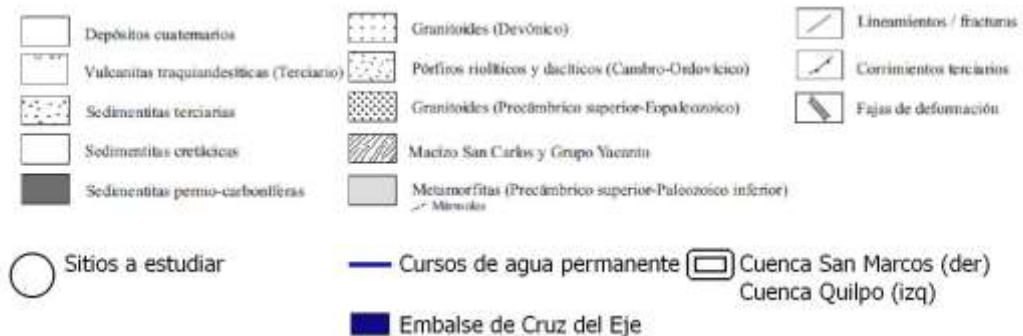 Depósitos cuaternarios
Vulcanitas traquiandesíticas (Terciario)
Sedimentitas terciarias
Sedimentitas cretácicas
Sedimentitas permo-carboníferas
Granitoides (Devónico)
Pórfiros riolíticos y dacíticos (Cambro-Ordovícico)
Granitoides (Precámbrico superior-Eopaleozoico)
Macizo San Carlos y Grupo Yacanto
Metamorfitas (Precámbrico superior-Paleozoico inferior)
Mármoles
Lineamientos / fracturas
Corrimientos terciarios
Fajas de deformación
Sitios a estudiar
Cursos de agua permanente
Embalse de Cruz del Eje
Cuenca San Marcos (der)
Cuenca Quilpo (izq)